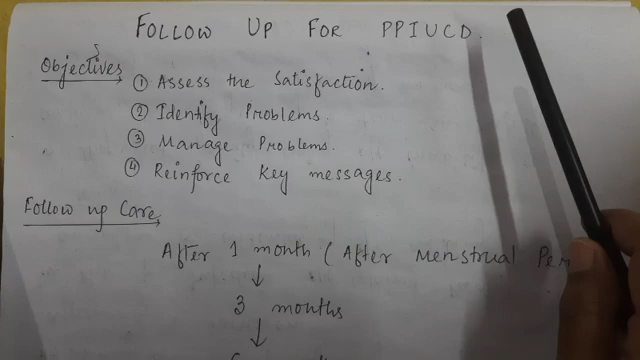 FOLLOW UP FOR PPIUCD.
Objectives
① Assess the Satisfaction.
② Identify Problems.
③ Manage Problems.
④ Reinforce Key messages.
Follow up Care
After 1 month (After Menstrual
↓
3 months
↓